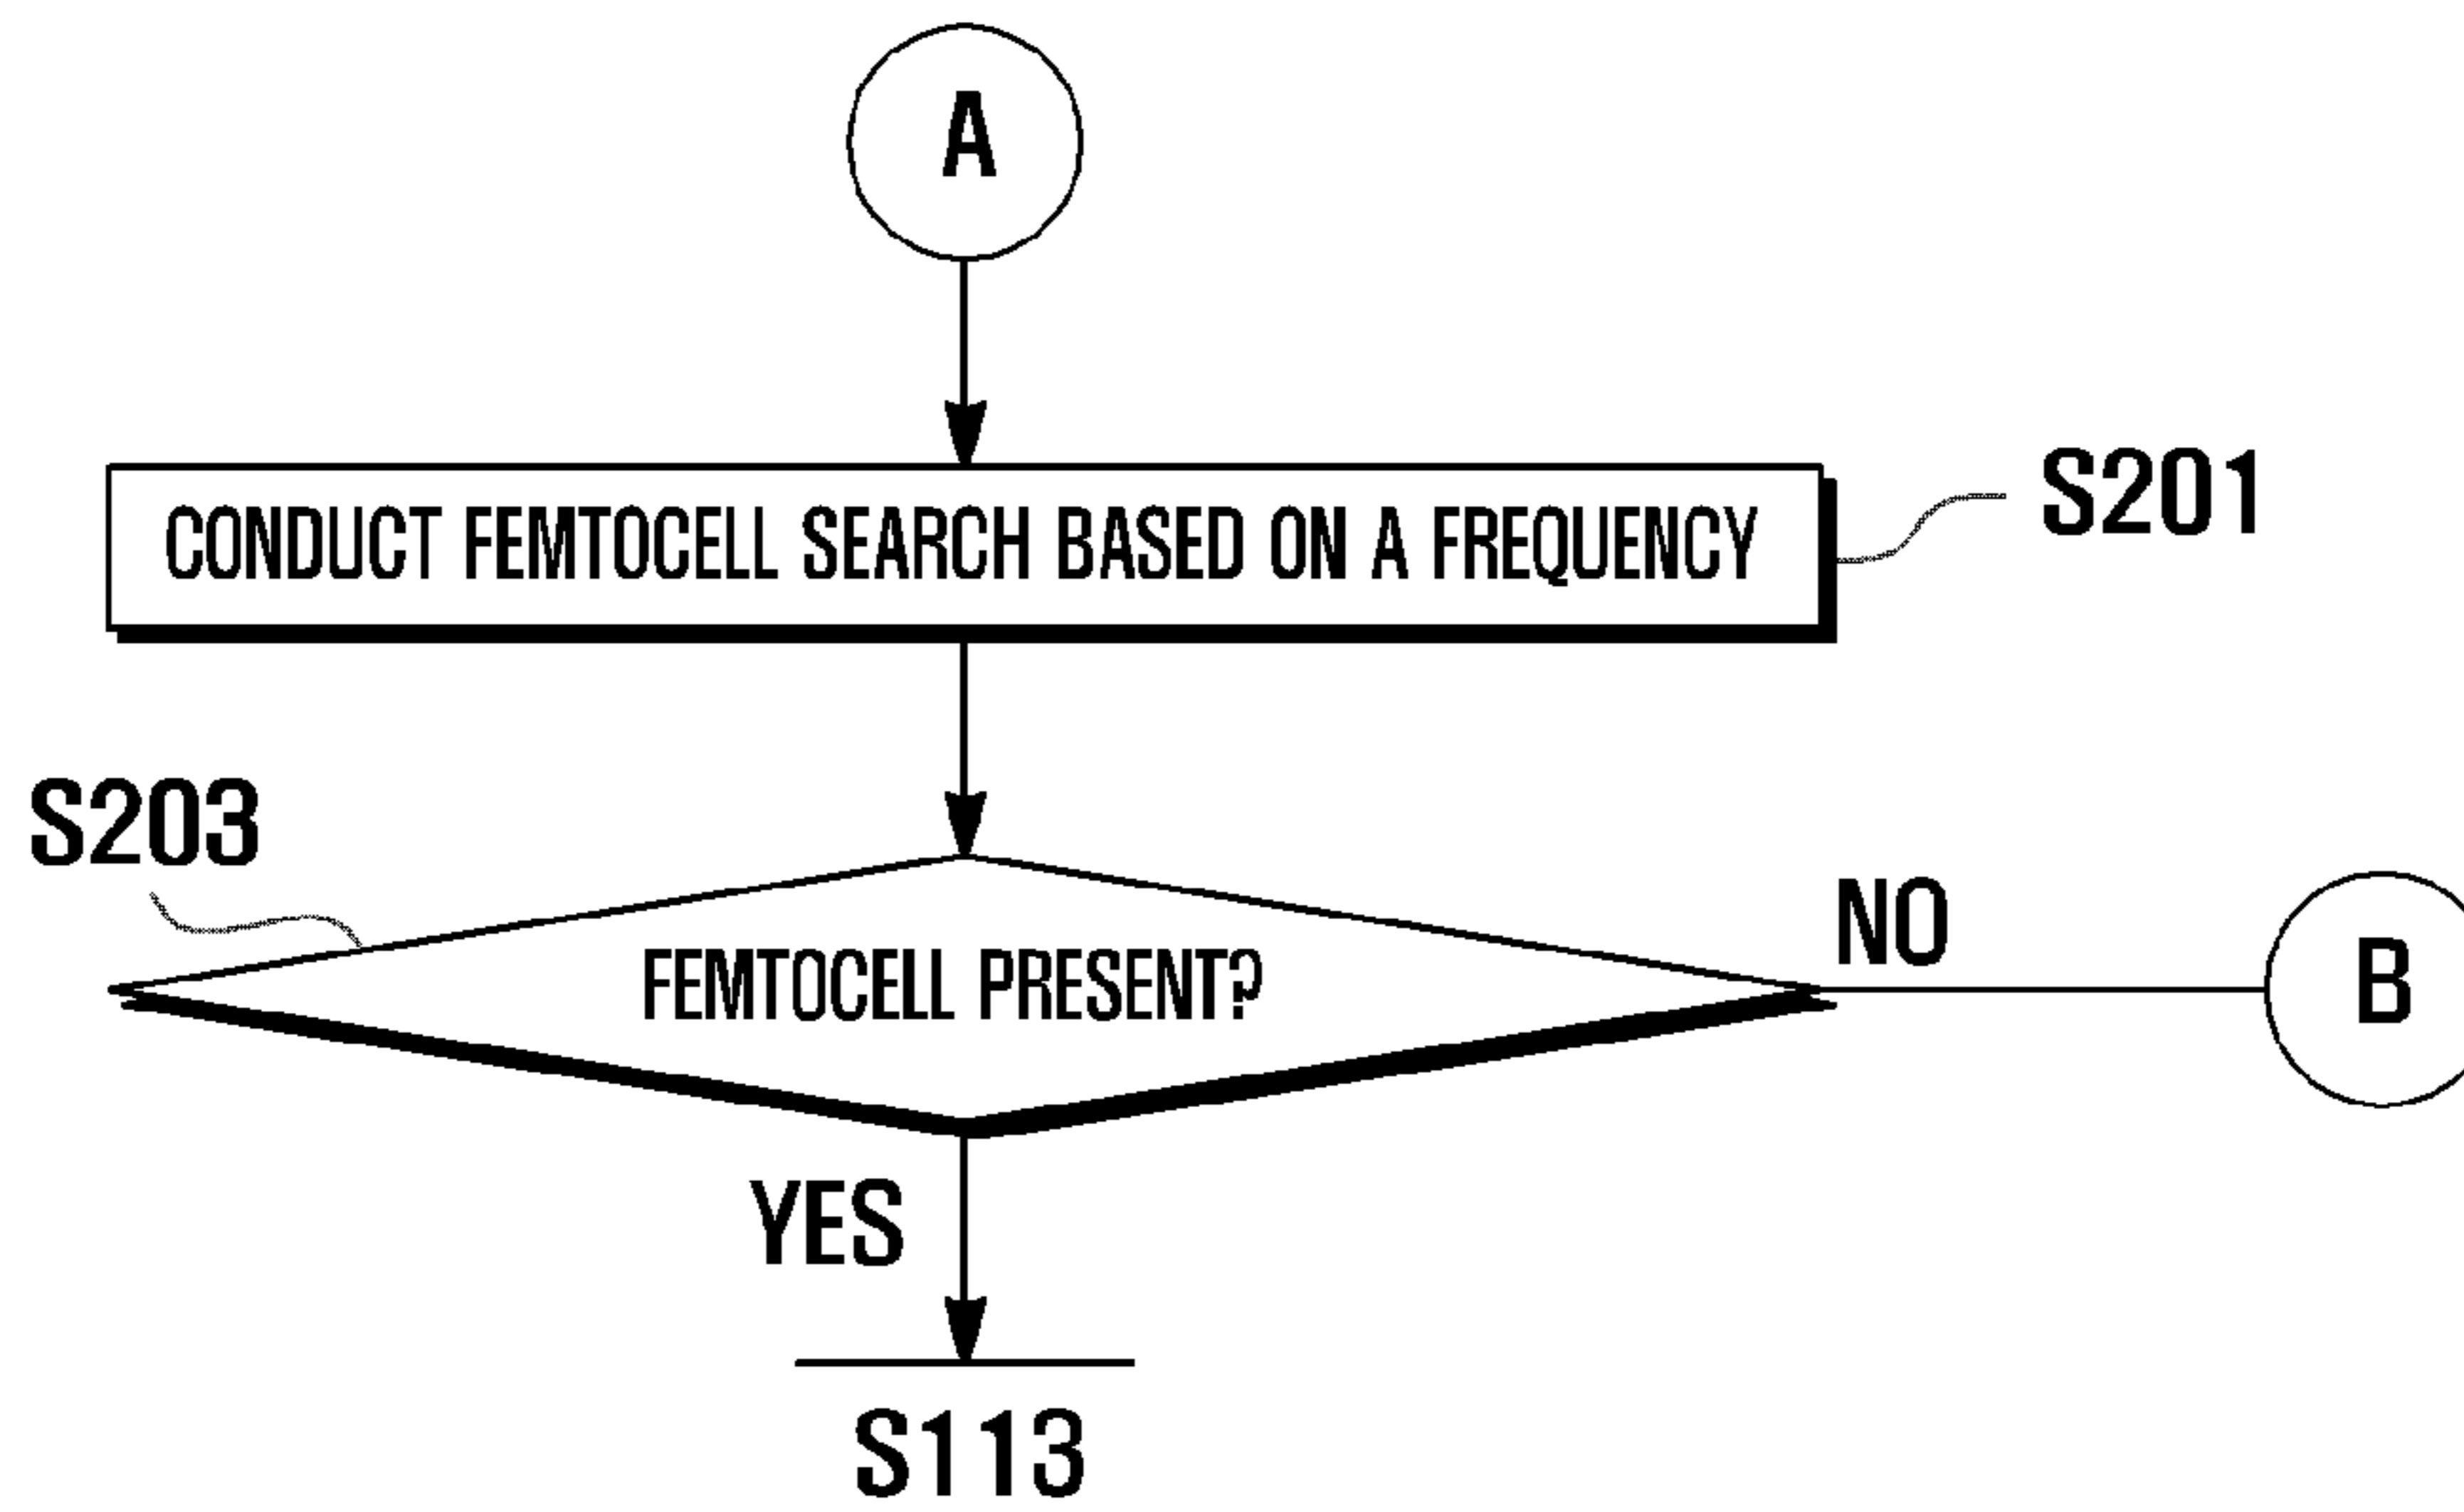 A
CONDUCT FEMTOCELL SEARCH BASED ON A FREQUENCY
S201
S203
FEMTOCELL PRESENT?
NO
B
YES
S113